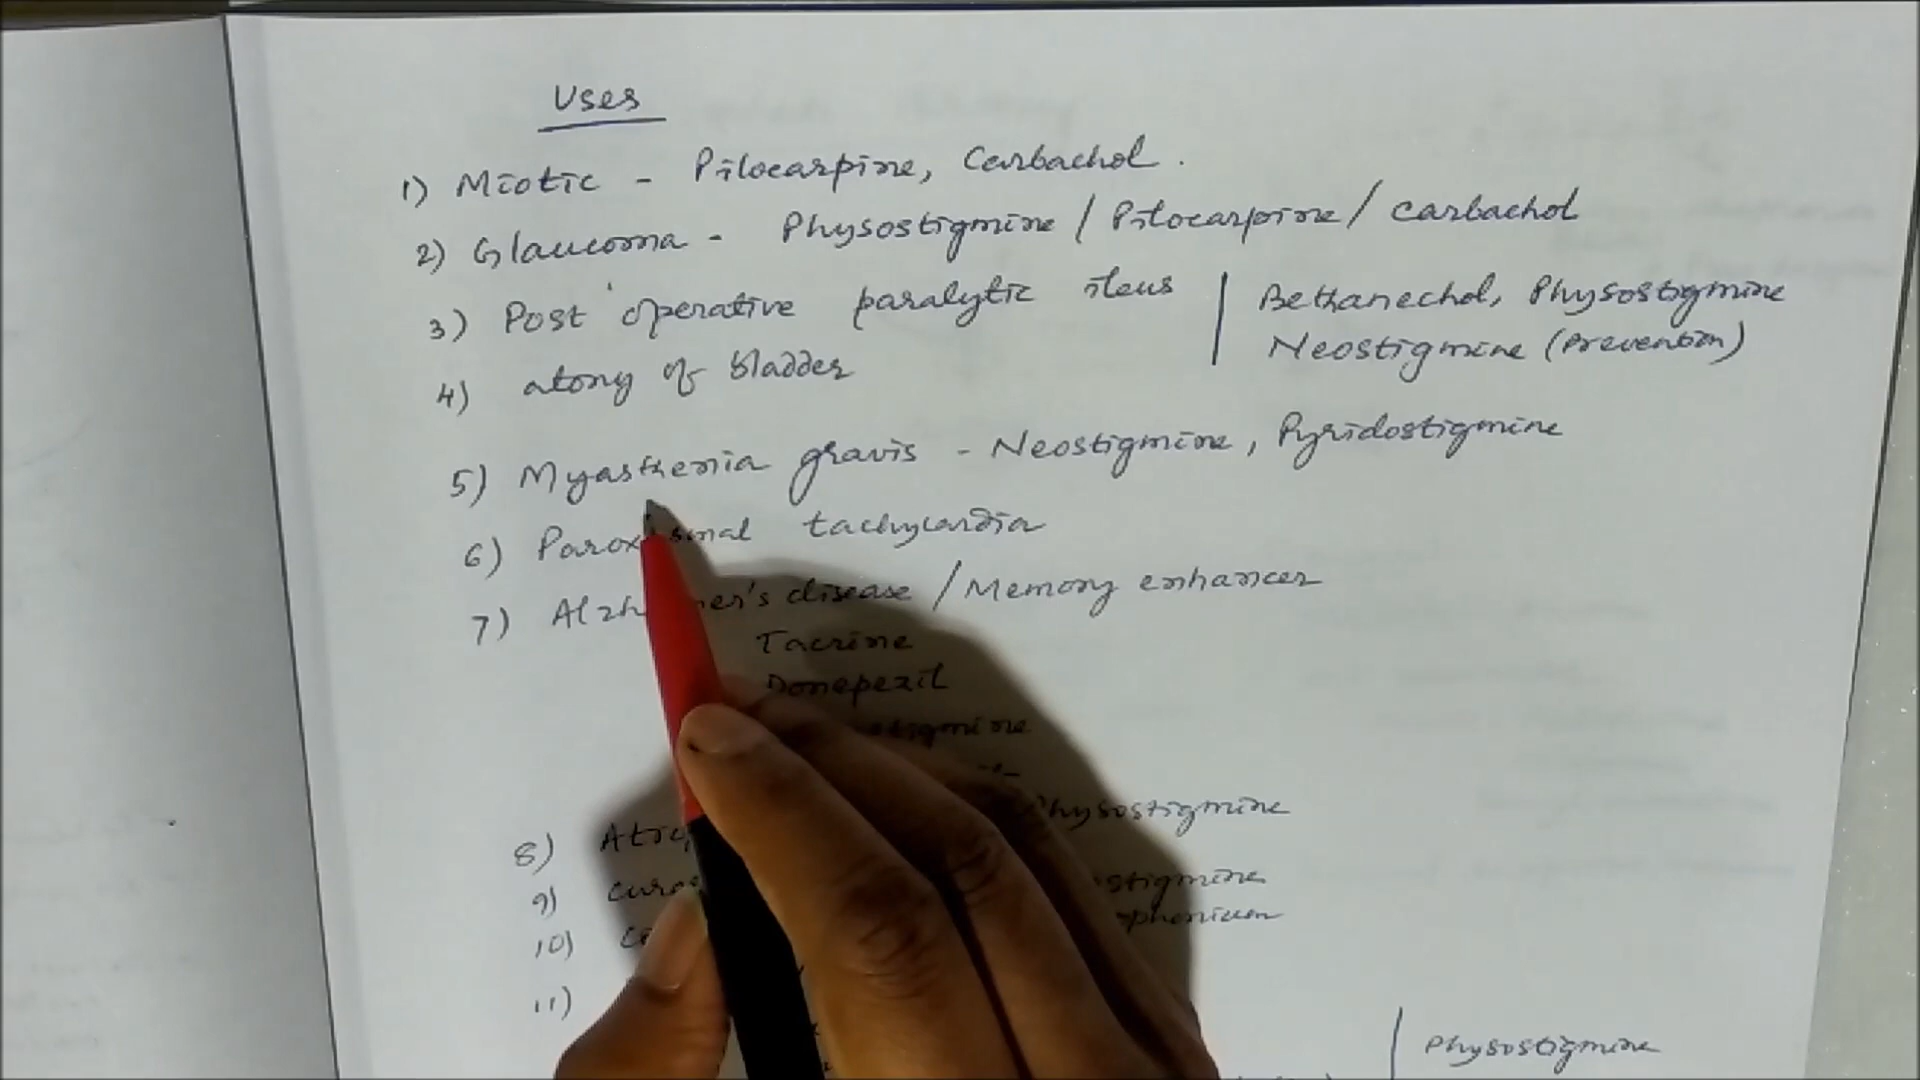 Uses
1) Miotic - Pilocarpine, Carbachol.
2) Glaucoma - Physostigmine / Pilocarpine / Carbachol
3) Post operative paralytic ileus | Bethanechol, Physostigmine
4) atony of bladder | Neostigmine (Prevention)
5) Myasthenia gravis - Neostigmine, Pyridostigmine
6) tachycardia
7) disease / Memory enhancer
Tacrine
Donepezil
8) Physostigmine
9)
10)
11)
Physostigmine